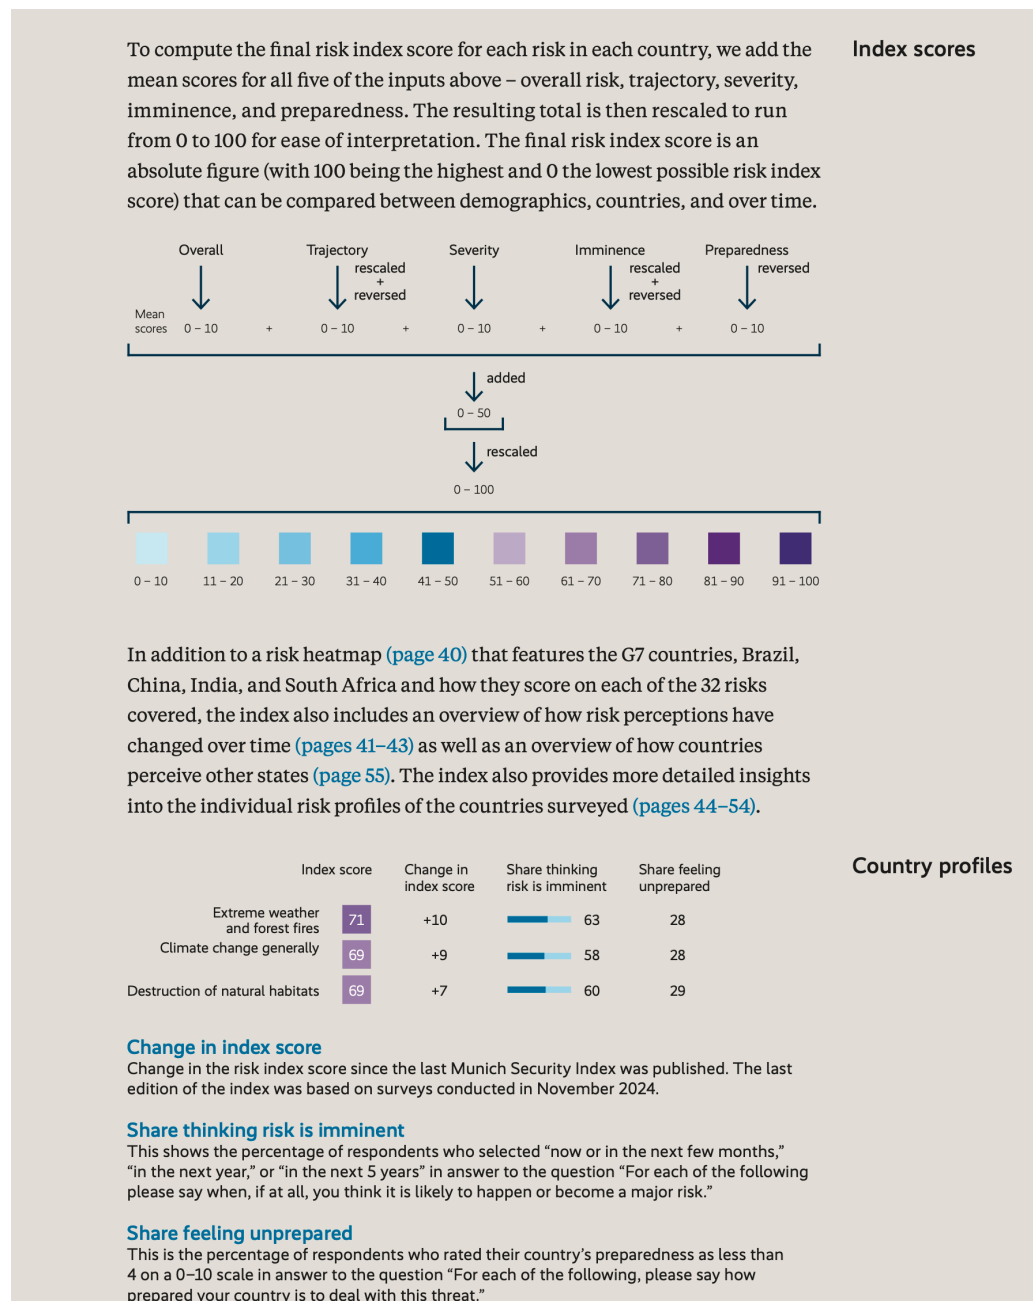 To compute the final risk index score for each risk in each country, we add the
mean scores for all five of the inputs above – overall risk, trajectory, severity,
imminence, and preparedness. The resulting total is then rescaled to run
from 0 to 100 for ease of interpretation. The final risk index score is an
absolute figure (with 100 being the highest and 0 the lowest possible risk index
score) that can be compared between demographics, countries, and over time.
Index scores
Overall Trajectory Severity Imminence Preparedness
rescaled + reversed rescaled + reversed reversed
Mean scores 0 – 10 + 0 – 10 + 0 – 10 + 0 – 10 + 0 – 10
added
0 – 50
rescaled
0 – 100
0 – 10 11 – 20 21 – 30 31 – 40 41 – 50 51 – 60 61 – 70 71 – 80 81 – 90 91 – 100
In addition to a risk heatmap (page 40) that features the G7 countries, Brazil,
China, India, and South Africa and how they score on each of the 32 risks
covered, the index also includes an overview of how risk perceptions have
changed over time (pages 41–43) as well as an overview of how countries
perceive other states (page 55). The index also provides more detailed insights
into the individual risk profiles of the countries surveyed (pages 44–54).
Country profiles
Index score Change in index score Share thinking risk is imminent Share feeling unprepared
Extreme weather and forest fires 71 +10 63 28
Climate change generally 69 +9 58 28
Destruction of natural habitats 69 +7 60 29
Change in index score
Change in the risk index score since the last Munich Security Index was published. The last
edition of the index was based on surveys conducted in November 2024.
Share thinking risk is imminent
This shows the percentage of respondents who selected “now or in the next few months,”
“in the next year,” or “in the next 5 years” in answer to the question “For each of the following
please say when, if at all, you think it is likely to happen or become a major risk.”
Share feeling unprepared
This is the percentage of respondents who rated their country’s preparedness as less than
4 on a 0–10 scale in answer to the question “For each of the following, please say how
prepared your country is to deal with this threat.”